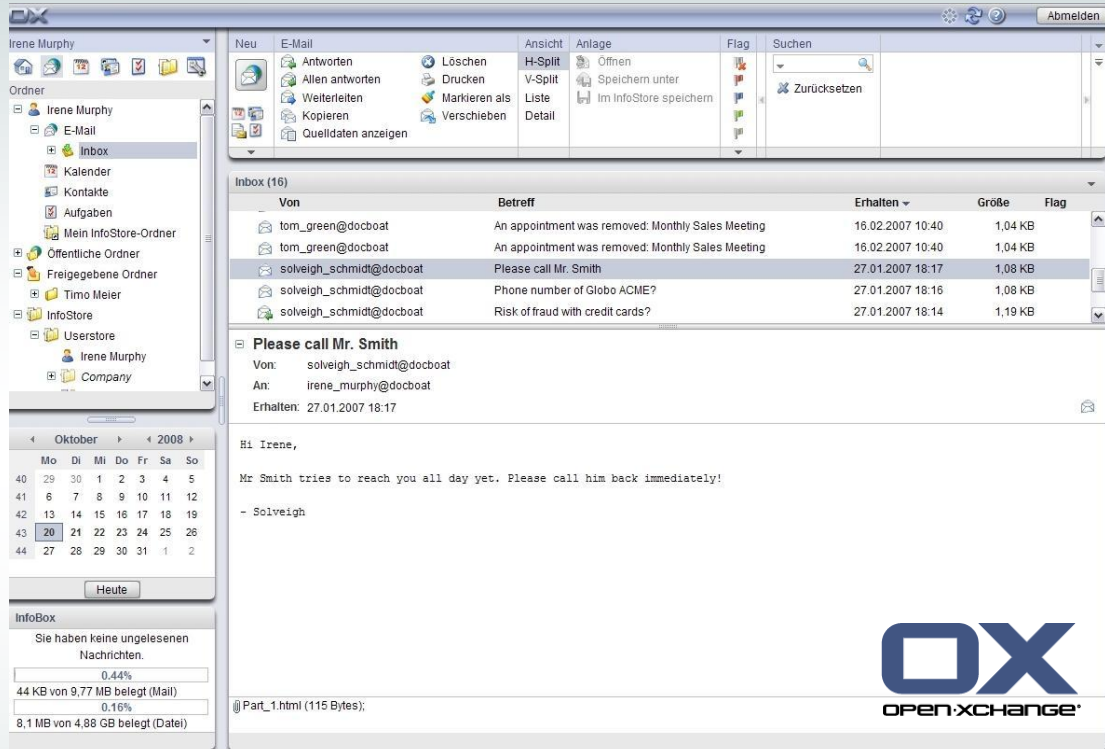 OX
Abmelden
Irene Murphy
Ordner
Irene Murphy
E-Mail
Inbox
Kalender
Kontakte
Aufgaben
Mein InfoStore-Ordner
Öffentliche Ordner
Freigegebene Ordner
Timo Meier
InfoStore
Userstore
Irene Murphy
Company
Oktober 2008
Mo Di Mi Do Fr Sa So
40 29 30 1 2 3 4 5
41 6 7 8 9 10 11 12
42 13 14 15 16 17 18 19
43 20 21 22 23 24 25 26
44 27 28 29 30 31 1 2
Heute
InfoBox
Sie haben keine ungelesenen
Nachrichten.
0.44%
44 KB von 9,77 MB belegt (Mail)
0.16%
8,1 MB von 4,88 GB belegt (Datei)
Neu E-Mail Ansicht Anlage Flag Suchen
Antworten Löschen H-Split Öffnen
Allen antworten Drucken V-Split Speichern unter
Weiterleiten Markieren als Liste Im InfoStore speichern Zurücksetzen
Kopieren Verschieben Detail
Quelldaten anzeigen
Inbox (16)
Von Betreff Erhalten Größe Flag
tom_green@docboat An appointment was removed: Monthly Sales Meeting 16.02.2007 10:40 1,04 KB
tom_green@docboat An appointment was removed: Monthly Sales Meeting 16.02.2007 10:40 1,04 KB
solveigh_schmidt@docboat Please call Mr. Smith 27.01.2007 18:17 1,08 KB
solveigh_schmidt@docboat Phone number of Globo ACME? 27.01.2007 18:16 1,08 KB
solveigh_schmidt@docboat Risk of fraud with credit cards? 27.01.2007 18:14 1,19 KB
Please call Mr. Smith
Von: solveigh_schmidt@docboat
An: irene_murphy@docboat
Erhalten: 27.01.2007 18:17
Hi Irene,
Mr Smith tries to reach you all day yet. Please call him back immediately!
- Solveigh
Part_1.html (115 Bytes);
OX
OPEN·XCHANGE